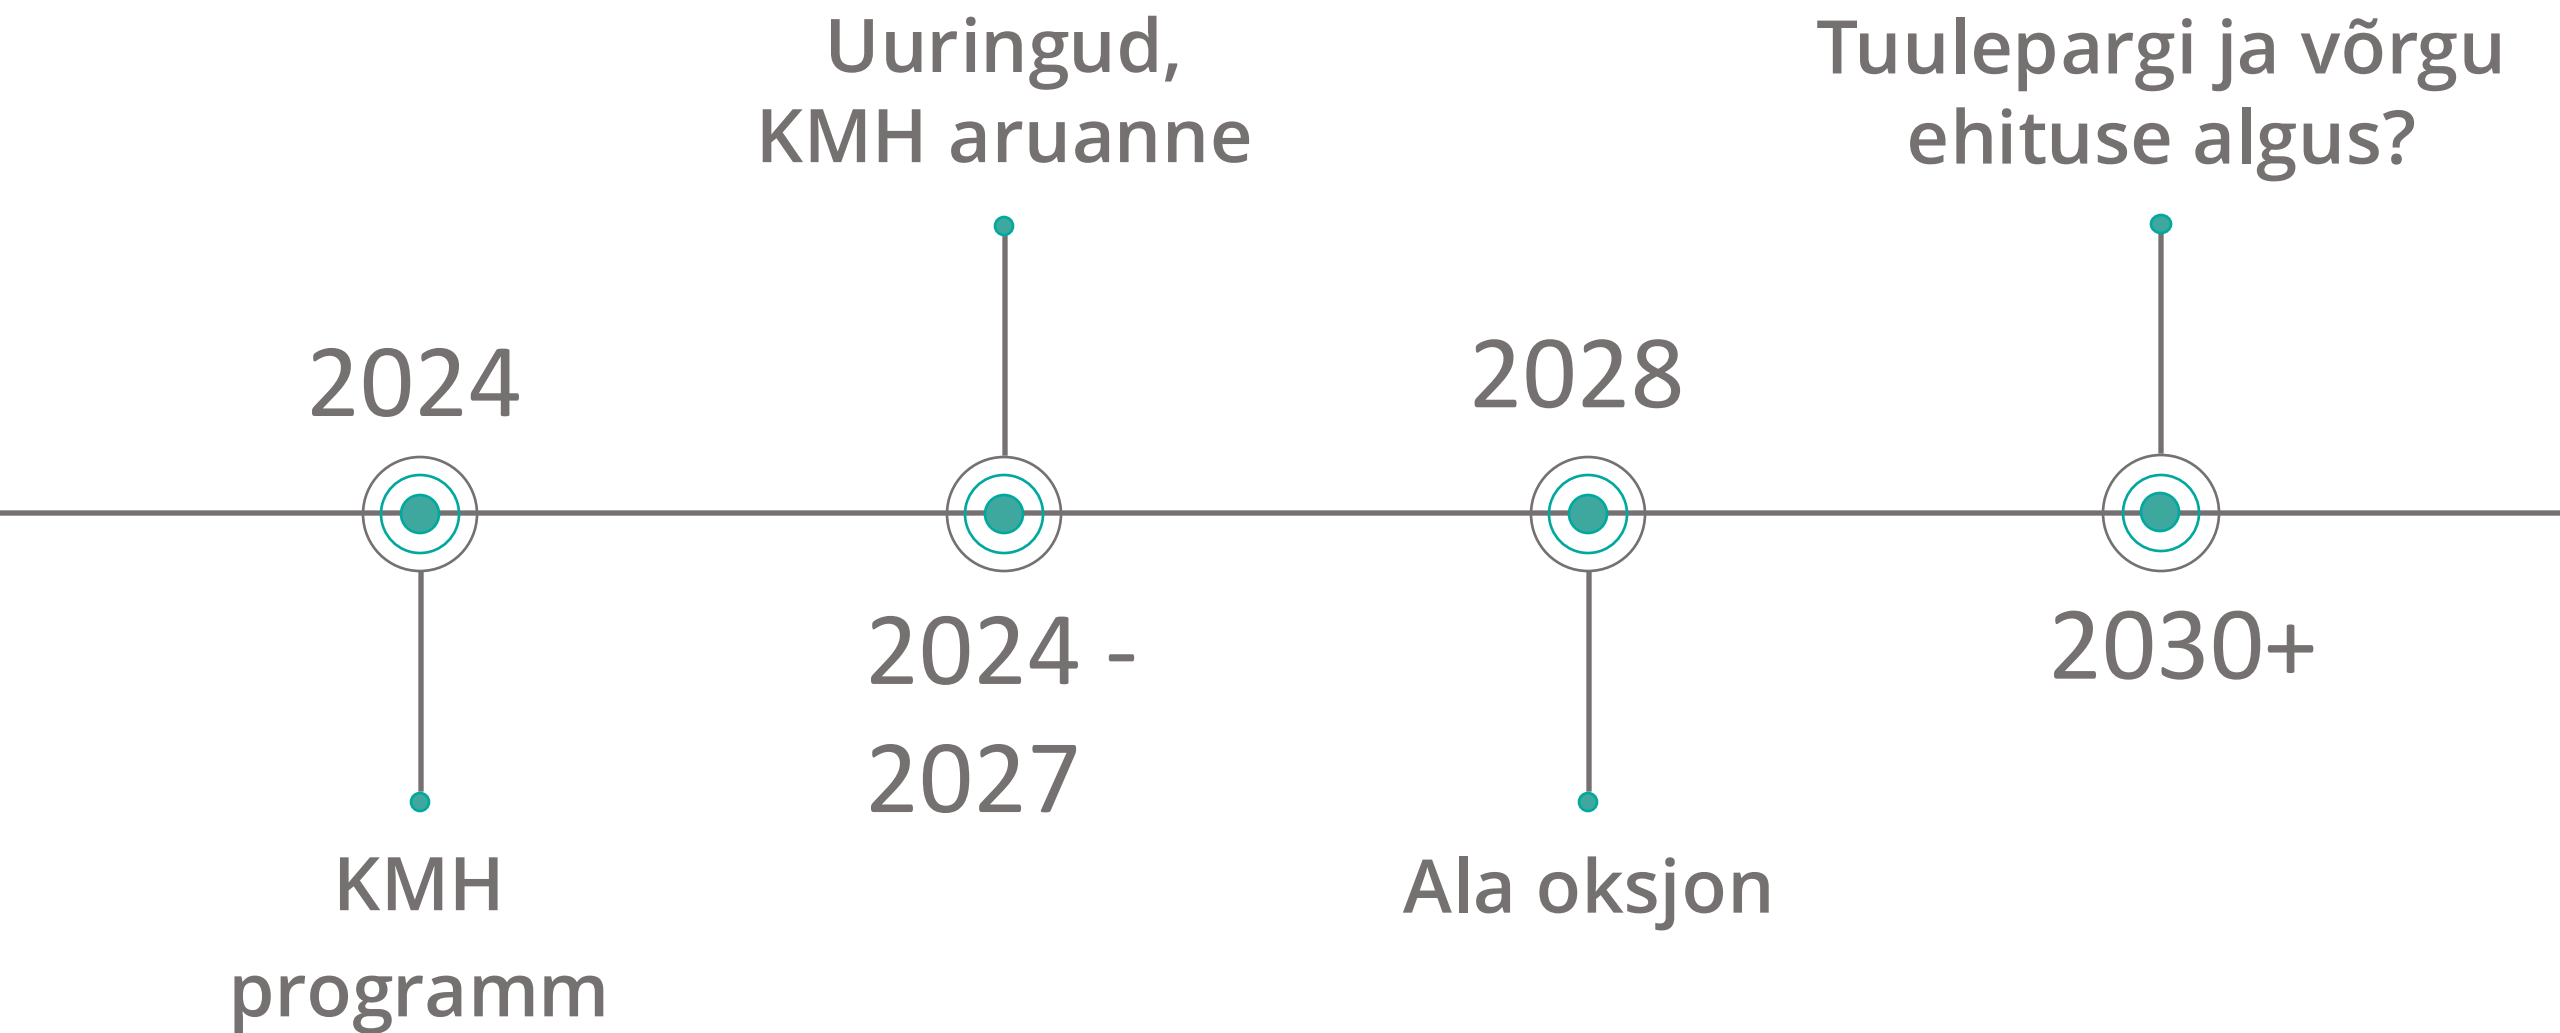 2024
KMH
programm
Uuringud,
KMH aruanne
2024 -
2027
2028
Ala oksjon
Tuulepargi ja võrgu
ehituse algus?
2030+